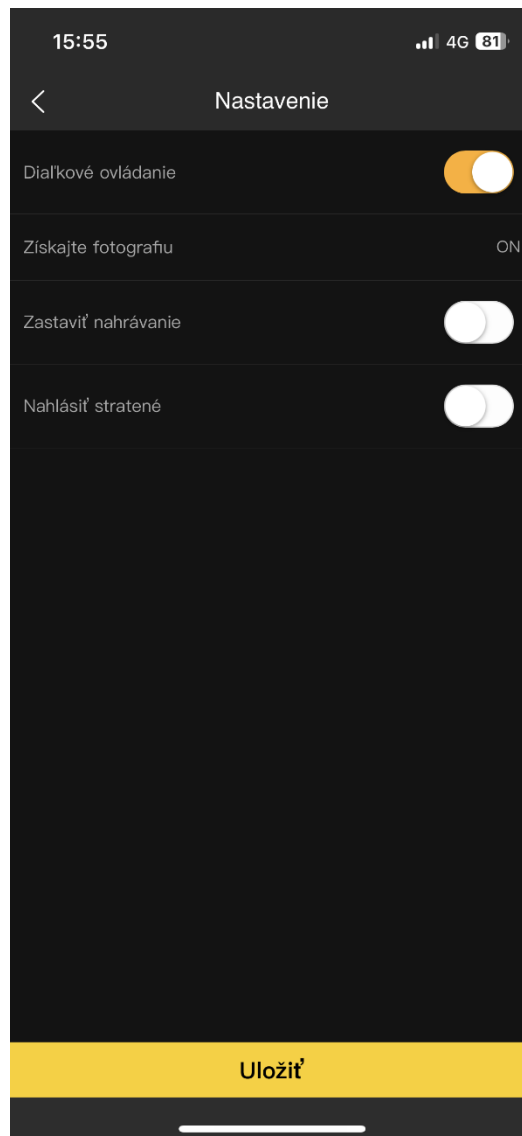 15:55
4G 81
Nastavenie
Diaľkové ovládanie
Získajte fotografiu
ON
Zastaviť nahrávanie
Nahlásiť stratené
Uložiť